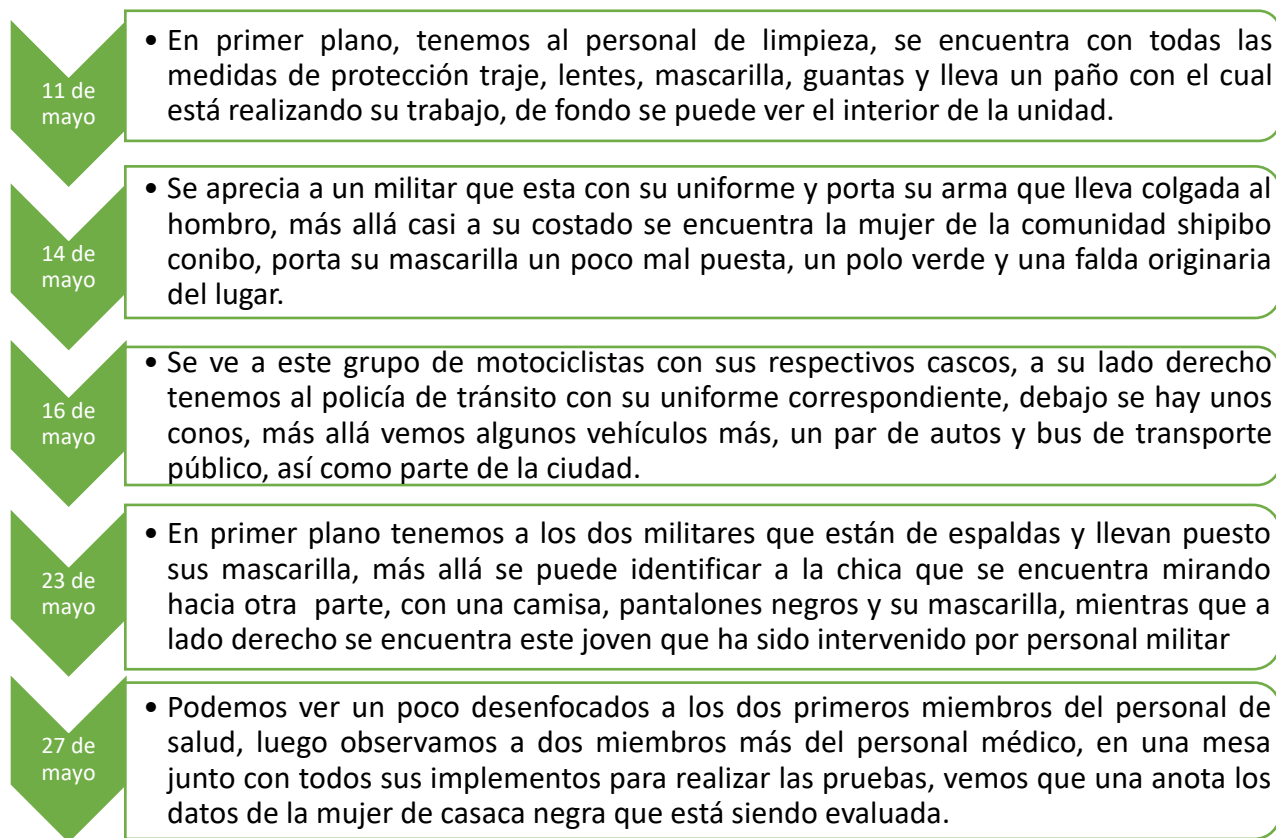 11 de
mayo
• En primer plano, tenemos al personal de limpieza, se encuentra con todas las
medidas de protección traje, lentes, mascarilla, guantas y lleva un paño con el cual
está realizando su trabajo, de fondo se puede ver el interior de la unidad.
14 de
mayo
• Se aprecia a un militar que esta con su uniforme y porta su arma que lleva colgada al
hombro, más allá casi a su costado se encuentra la mujer de la comunidad shipibo
conibo, porta su mascarilla un poco mal puesta, un polo verde y una falda originaria
del lugar.
16 de
mayo
• Se ve a este grupo de motociclistas con sus respectivos cascos, a su lado derecho
tenemos al policía de tránsito con su uniforme correspondiente, debajo se hay unos
conos, más allá vemos algunos vehículos más, un par de autos y bus de transporte
público, así como parte de la ciudad.
23 de
mayo
• En primer plano tenemos a los dos militares que están de espaldas y llevan puesto
sus mascarilla, más allá se puede identificar a la chica que se encuentra mirando
hacia otra parte, con una camisa, pantalones negros y su mascarilla, mientras que a
lado derecho se encuentra este joven que ha sido intervenido por personal militar
27 de
mayo
• Podemos ver un poco desenfocados a los dos primeros miembros del personal de
salud, luego observamos a dos miembros más del personal médico, en una mesa
junto con todos sus implementos para realizar las pruebas, vemos que una anota los
datos de la mujer de casaca negra que está siendo evaluada.